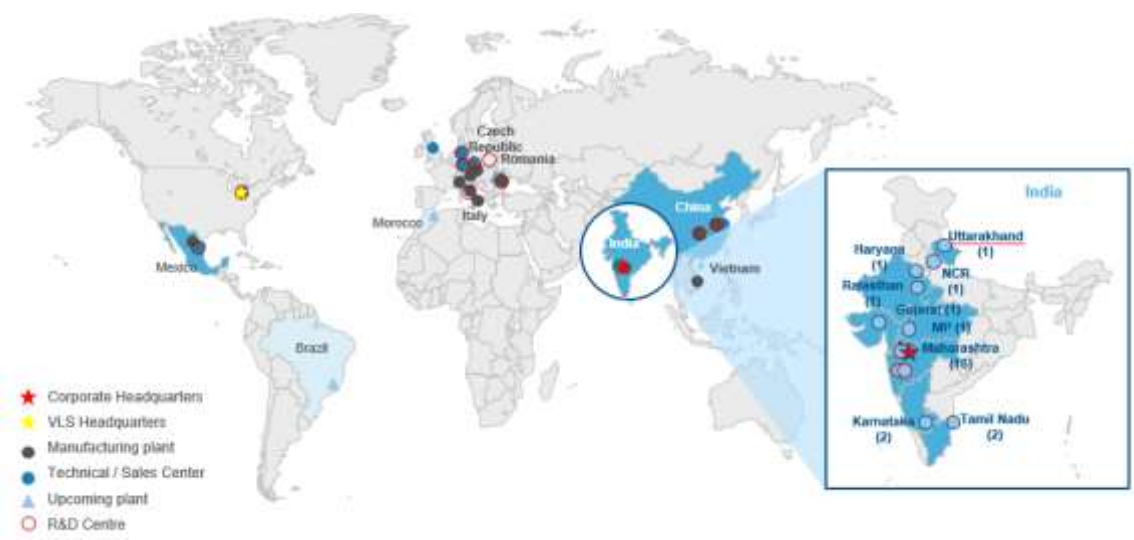 Czech
Republic
Romania
Italy
Morocco
Mexico
China
India
Vietnam
Brazil
Corporate Headquarters
VLS Headquarters
Manufacturing plant
Technical / Sales Center
Upcoming plant
R&D Centre
India
Uttarakhand
(1)
Haryana
(1)
NCR
(1)
Rajasthan
(1)
Gujarat (1)
MP (1)
Maharashtra
(16)
Karnataka
(2)
Tamil Nadu
(2)